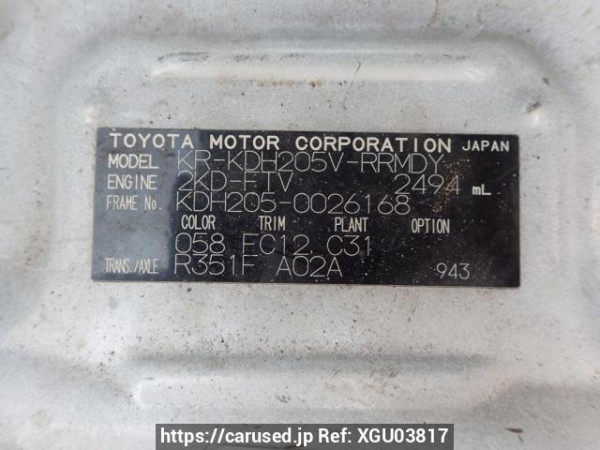 TOYOTA MOTOR CORPORATION JAPAN
MODEL KR-KDH205V-RRMDY
ENGINE 2KD-FTV 2494 mL
FRAME No. KDH205-0026168
COLOR TRIM PLANT OPTION
058 FC12 C31
TRANS./AXLE R351F A02A 943
https://carused.jp Ref: XGU03817